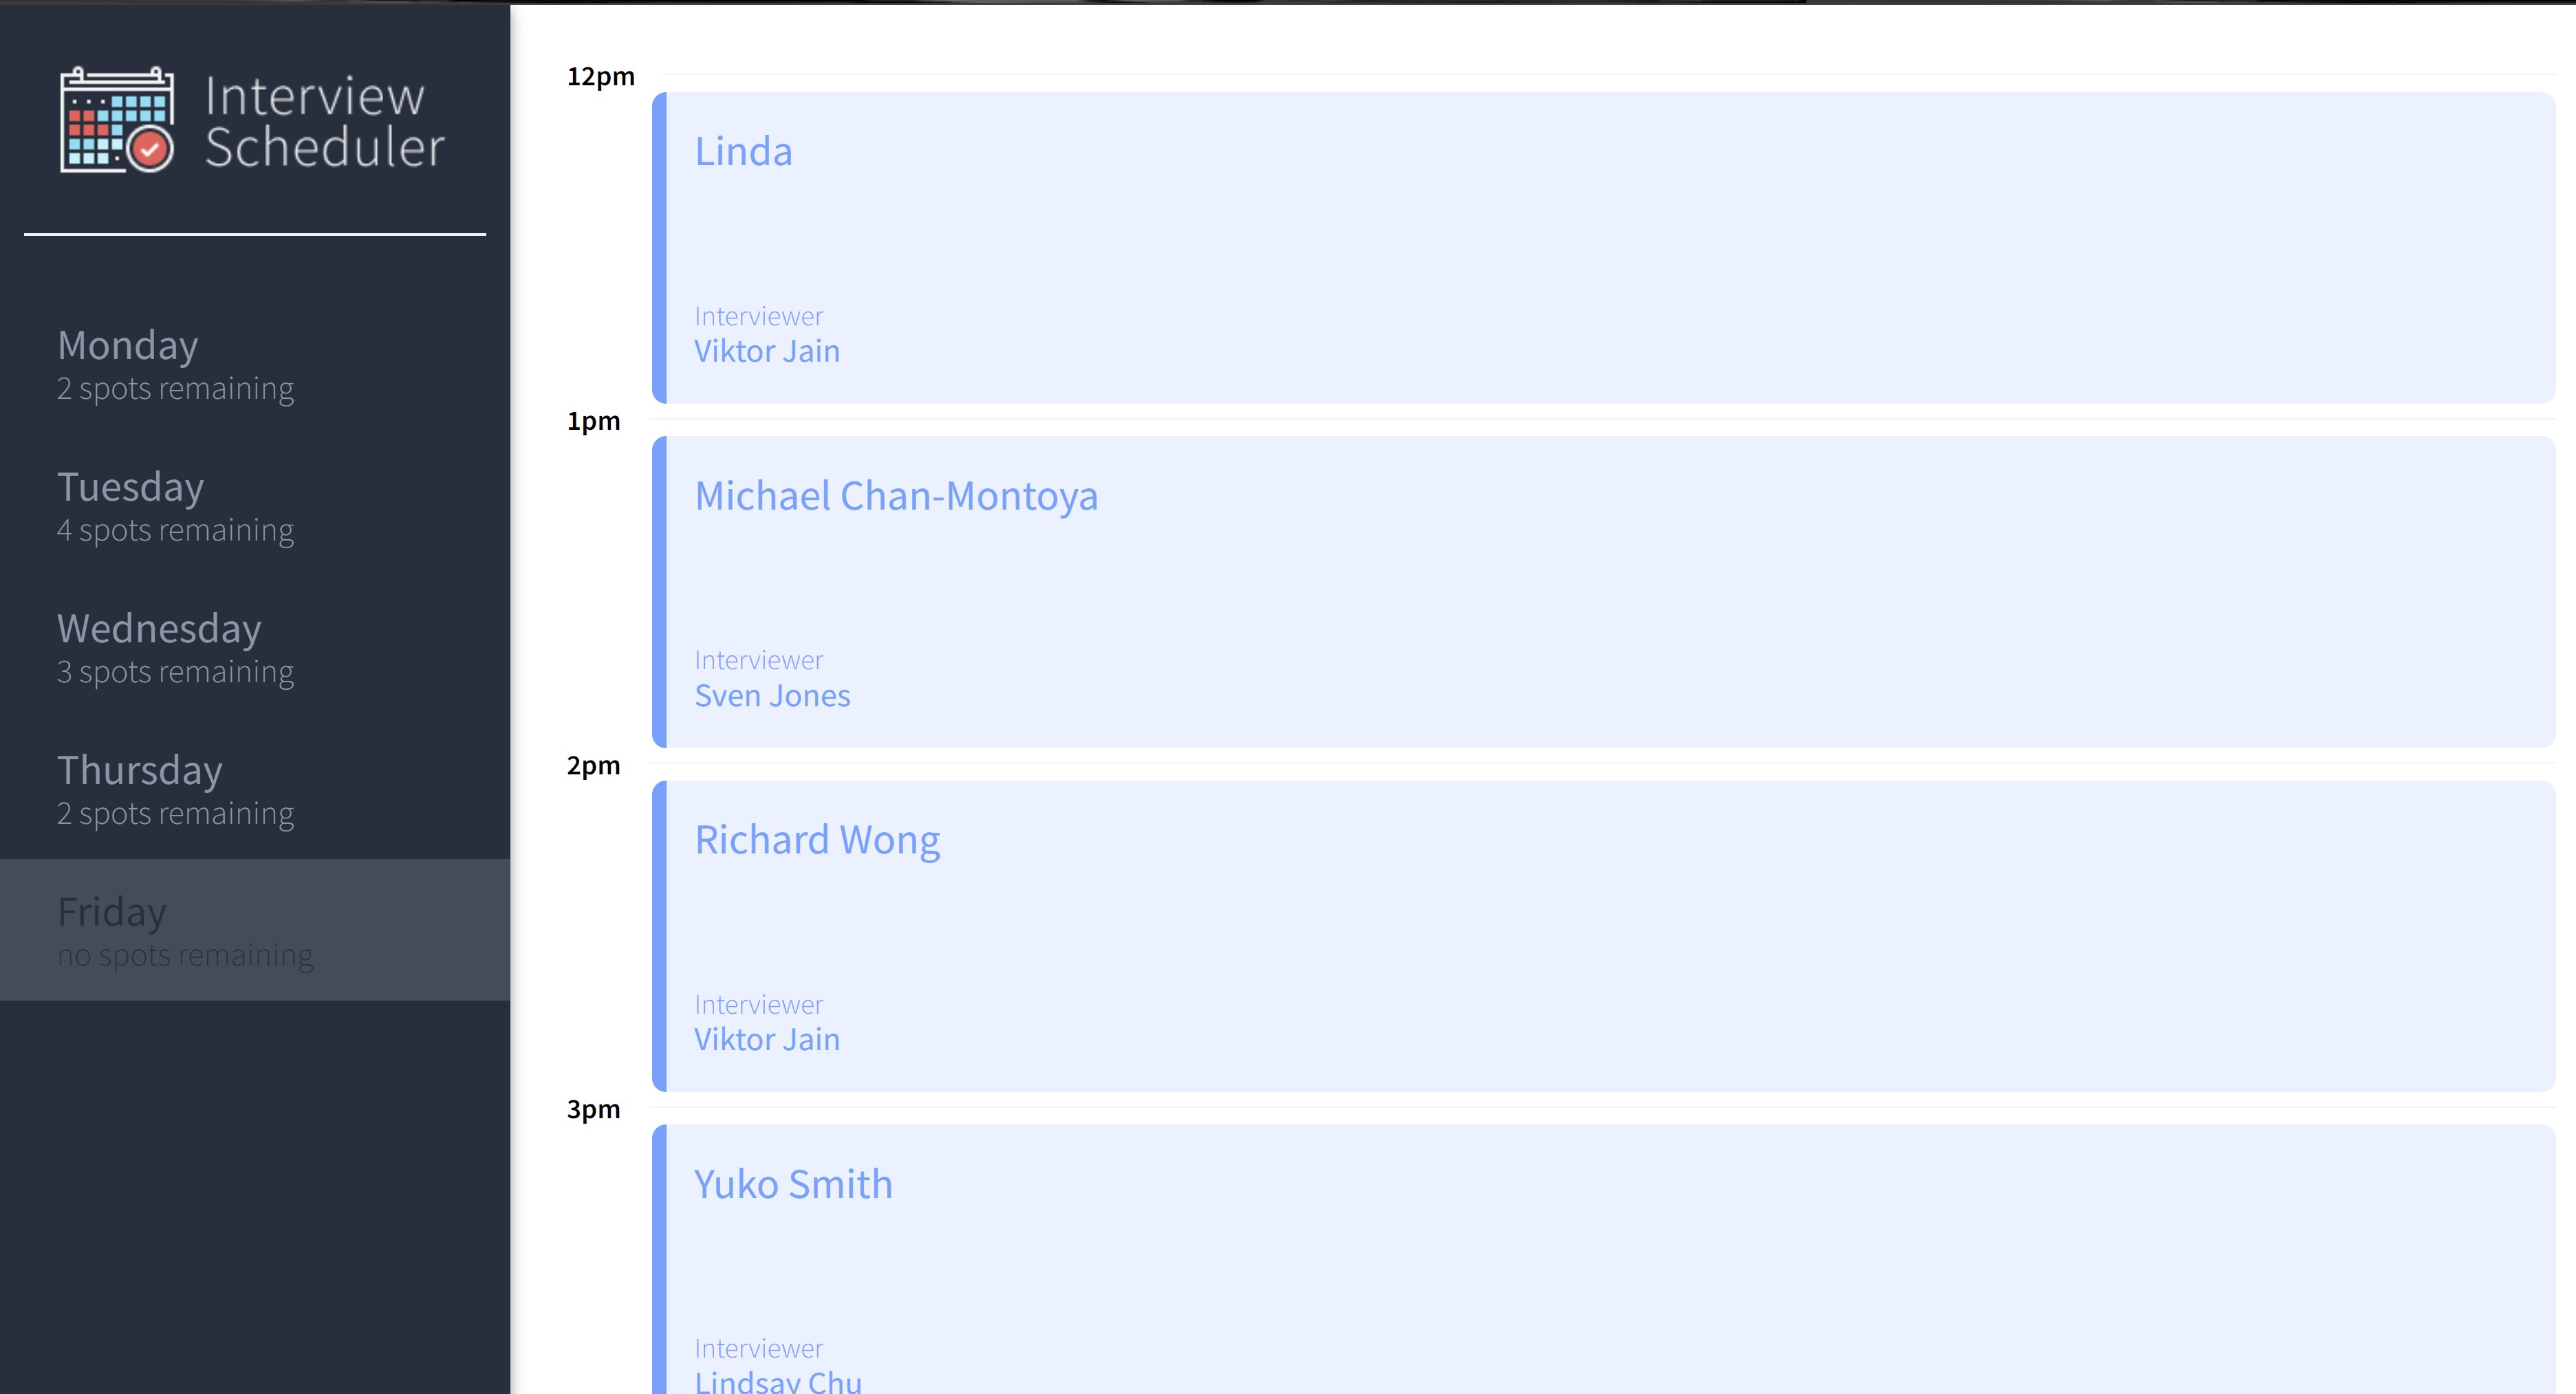 Interview
Scheduler
Monday
2 spots remaining
Tuesday
4 spots remaining
Wednesday
3 spots remaining
Thursday
2 spots remaining
Friday
no spots remaining
12pm
Linda
Interviewer
Viktor Jain
1pm
Michael Chan-Montoya
Interviewer
Sven Jones
2pm
Richard Wong
Interviewer
Viktor Jain
3pm
Yuko Smith
Interviewer
Lindsay Chu